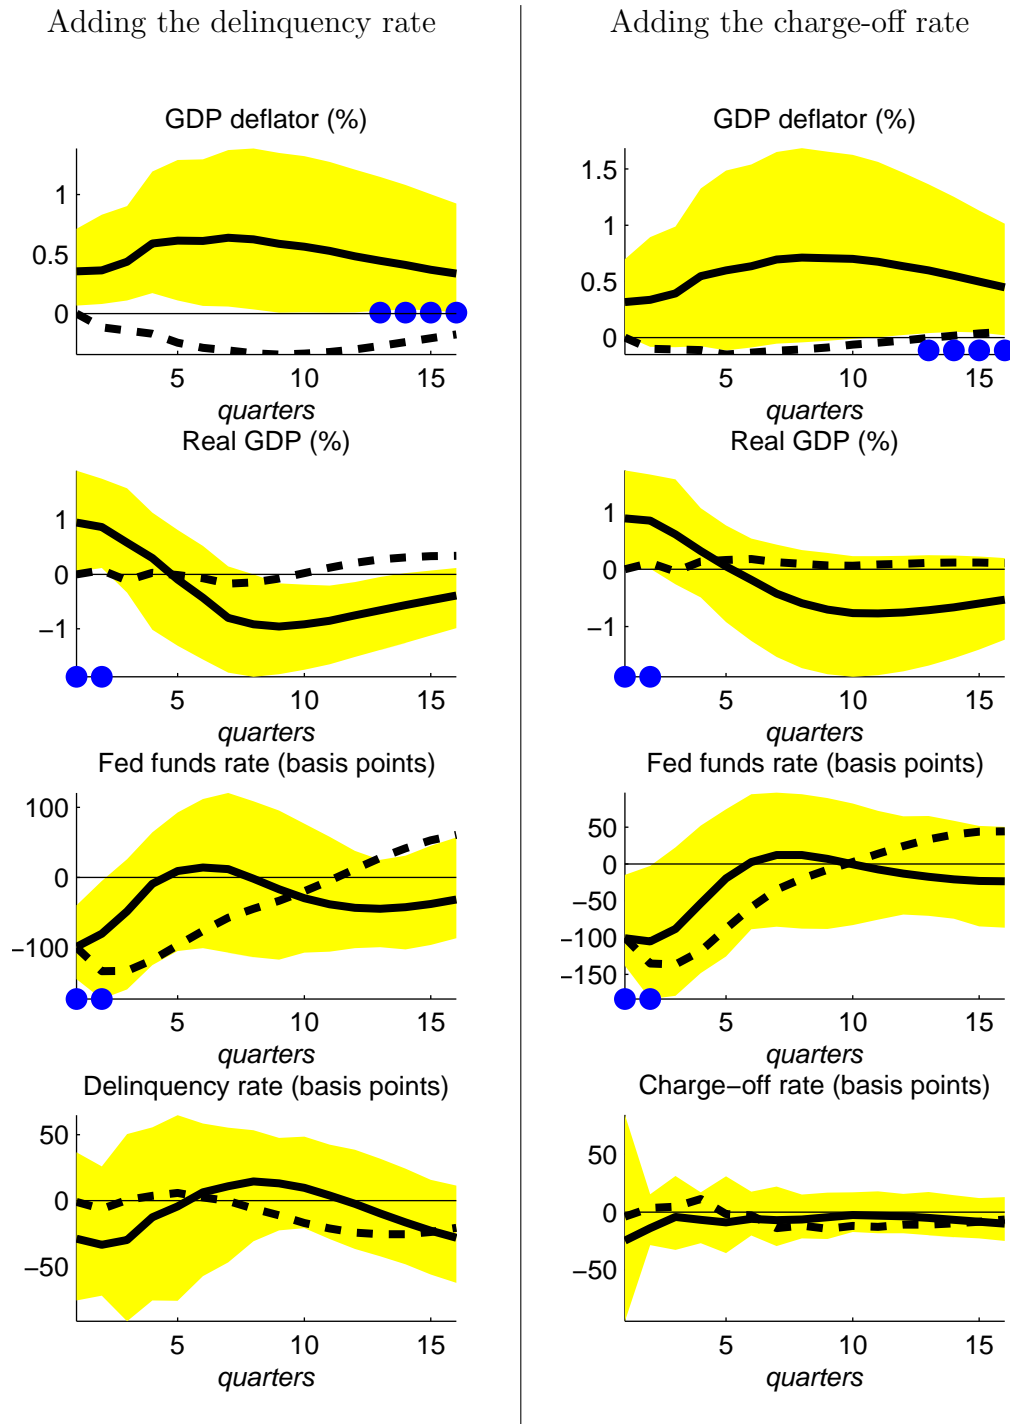 Adding the delinquency rate
GDP deflator (%)
1
0.5
0
5 10 15
quarters
Real GDP (%)
1
0
−1
5 10 15
quarters
Fed funds rate (basis points)
100
0
−100
5 10 15
quarters
Delinquency rate (basis points)
50
0
−50
5 10 15
quarters
Adding the charge-off rate
GDP deflator (%)
1.5
1
0.5
0
5 10 15
quarters
Real GDP (%)
1
0
−1
5 10 15
quarters
Fed funds rate (basis points)
50
0
−50
−100
−150
5 10 15
quarters
Charge−off rate (basis points)
50
0
−50
5 10 15
quarters